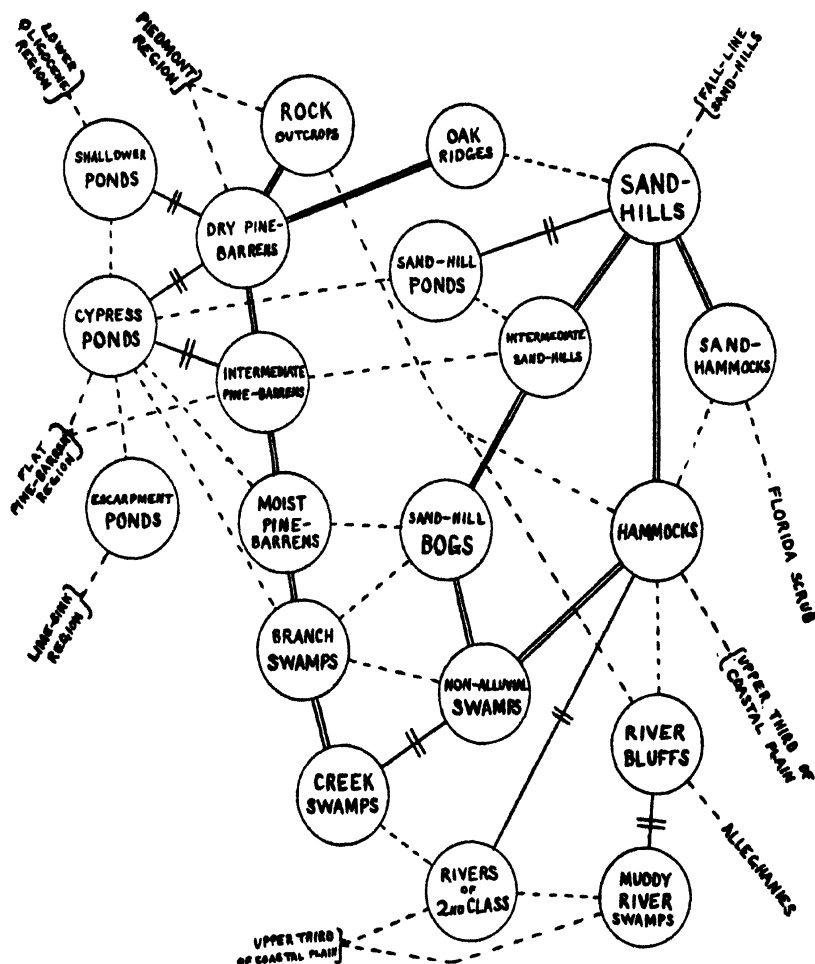 LOWER
OLIGOCENE
REGION
PIEDMONT
REGION
FALL-LINE
SAND-HILLS
ROCK
OUTCROPS
OAK
RIDGES
SHALLOWER
PONDS
SAND-
HILLS
DRY PINE-
BARRENS
SAND-HILL
PONDS
CYPRESS
PONDS
INTERMEDIATE
SAND-HILLS
SAND-
HAMMOCKS
INTERMEDIATE
PINE-BARRENS
FLAT
PINE-BARREN
REGION
ESCARPMENT
PONDS
MOIST
PINE-
BARRENS
SAND-HILL
BOGS
HAMMOCKS
FLORIDA SCRUB
LIME-SINK
REGION
BRANCH
SWAMPS
NON-ALLUVIAL
SWAMPS
UPPER THIRD OF
COASTAL PLAIN
RIVER
BLUFFS
CREEK
SWAMPS
ALLEGHANIES
RIVERS
OF
2ND CLASS
MUDDY
RIVER
SWAMPS
UPPER THIRD
OF COASTAL PLAIN